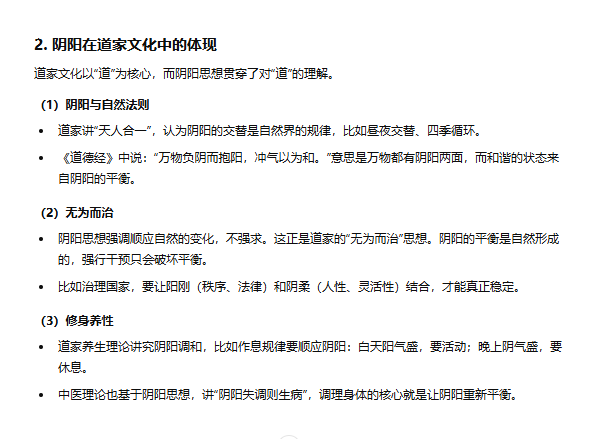 2. 阴阳在道家文化中的体现
道家文化以“道”为核心，而阴阳思想贯穿了对“道”的理解。
（1）阴阳与自然法则
• 道家讲“天人合一”，认为阴阳的交替是自然界的规律，比如昼夜交替、四季循环。
• 《道德经》中说：“万物负阴而抱阳，冲气以为和。”意思是万物都有阴阳两面，而和谐的状态来
自阴阳的平衡。
（2）无为而治
• 阴阳思想强调顺应自然的变化，不强求。这正是道家的“无为而治”思想。阴阳的平衡是自然形成
的，强行干预只会破坏平衡。
• 比如治理国家，要让阳刚（秩序、法律）和阴柔（人性、灵活性）结合，才能真正稳定。
（3）修身养性
• 道家养生理论讲究阴阳调和，比如作息规律要顺应阴阳：白天阳气盛，要活动；晚上阴气盛，要
休息。
• 中医理论也基于阴阳思想，讲“阴阳失调则生病”，调理身体的核心就是让阴阳重新平衡。